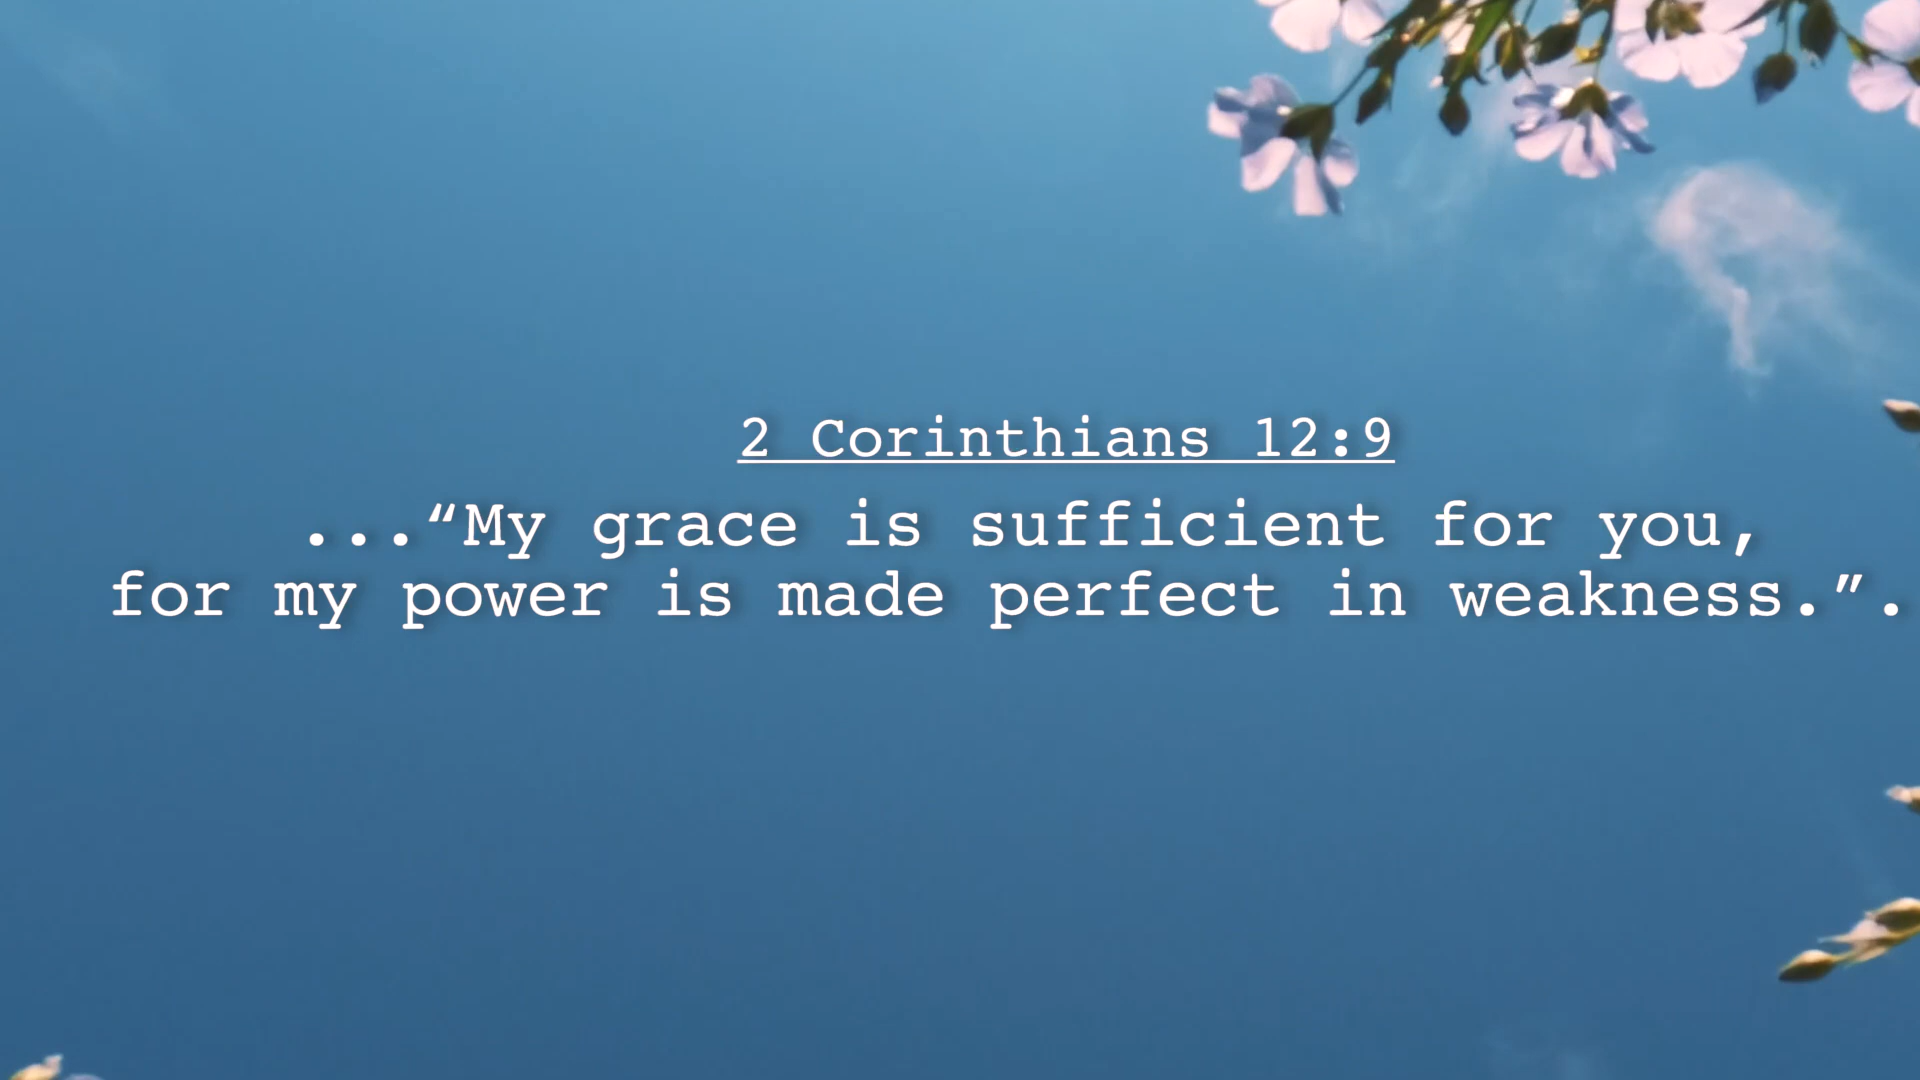 2 Corinthians 12:9
...“My grace is sufficient for you,
for my power is made perfect in weakness.”.